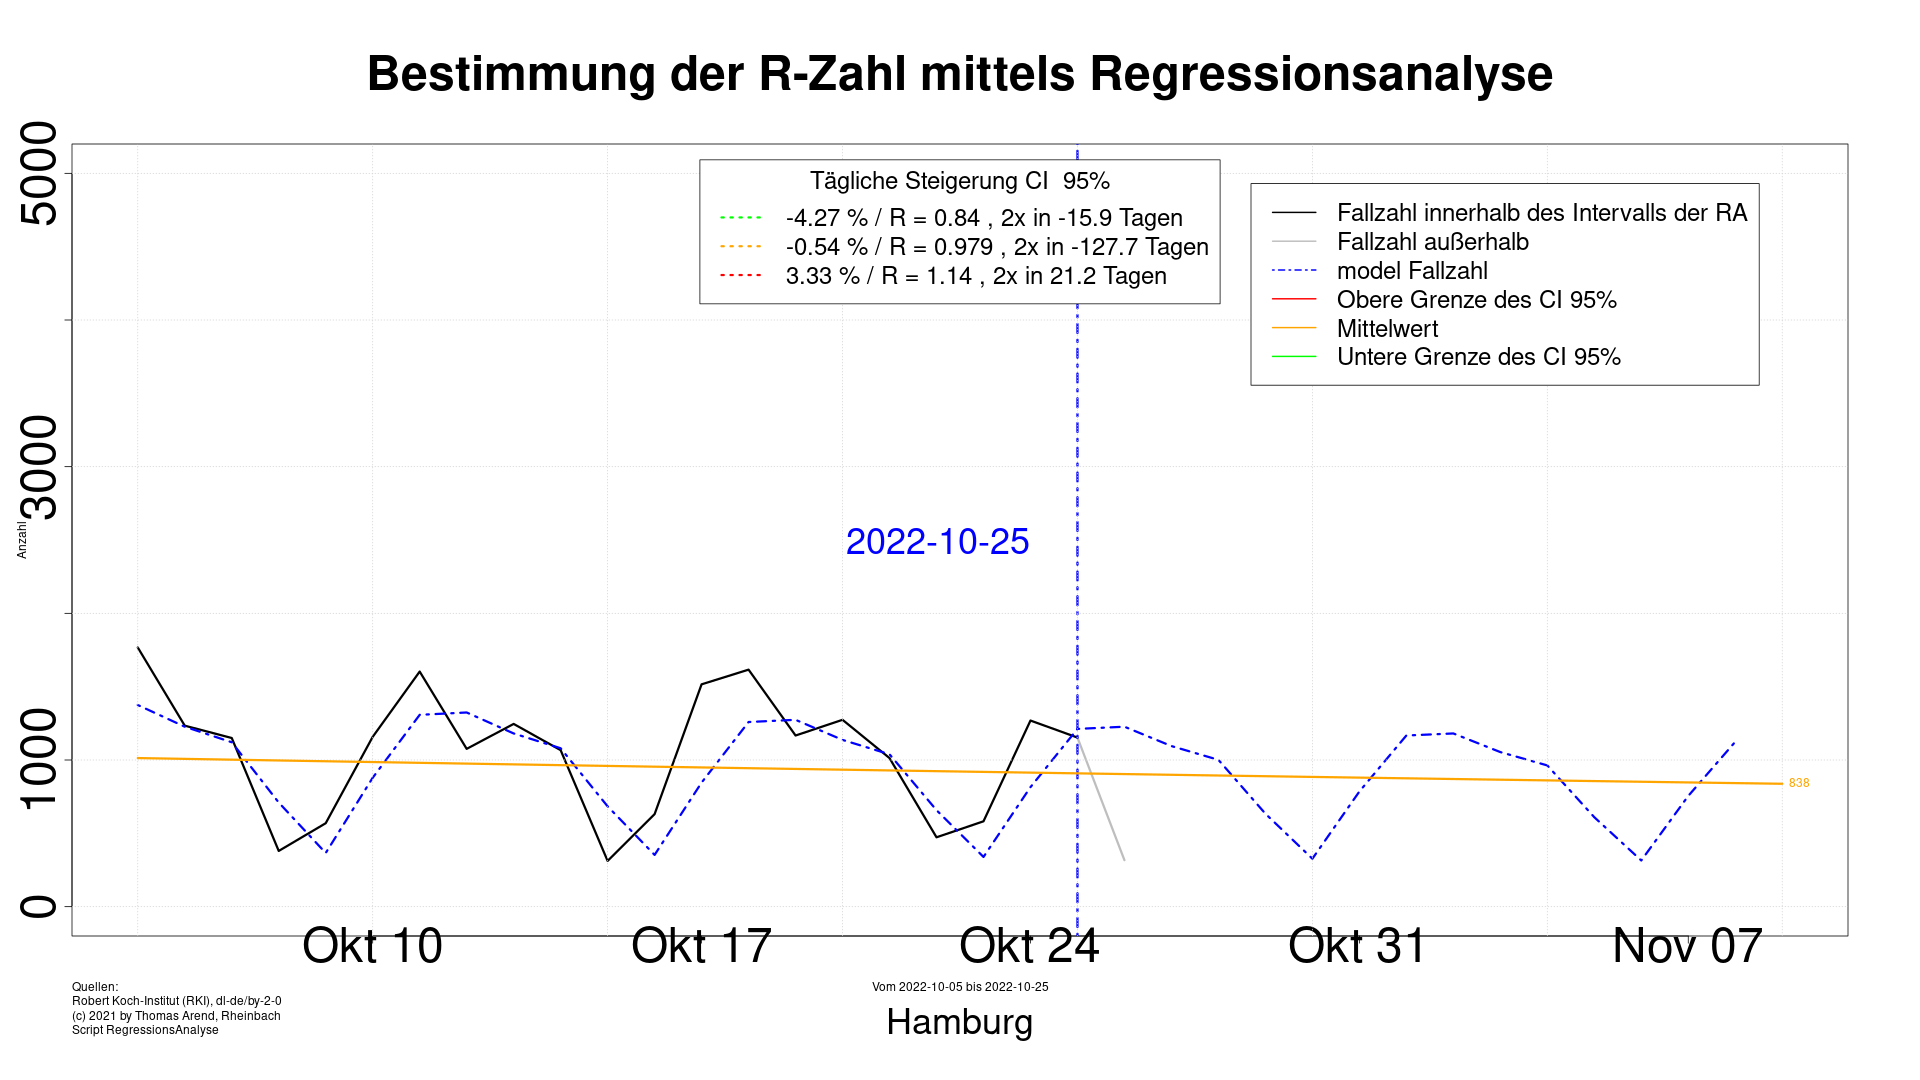 Bestimmung der R-Zahl mittels Regressionsanalyse
Tägliche Steigerung CI  95%
-4.27 % / R = 0.84 , 2x in -15.9 Tagen
-0.54 % / R = 0.979 , 2x in -127.7 Tagen
3.33 % / R = 1.14 , 2x in 21.2 Tagen
Fallzahl innerhalb des Intervalls der RA
Fallzahl außerhalb
model Fallzahl
Obere Grenze des CI 95%
Mittelwert
Untere Grenze des CI 95%
5000
3000
1000
0
Anzahl
2022-10-25
838
Okt 10
Okt 17
Okt 24
Okt 31
Nov 07
Quellen:
Robert Koch-Institut (RKI), dl-de/by-2-0
(c) 2021 by Thomas Arend, Rheinbach
Script RegressionsAnalyse
Vom 2022-10-05 bis 2022-10-25
Hamburg